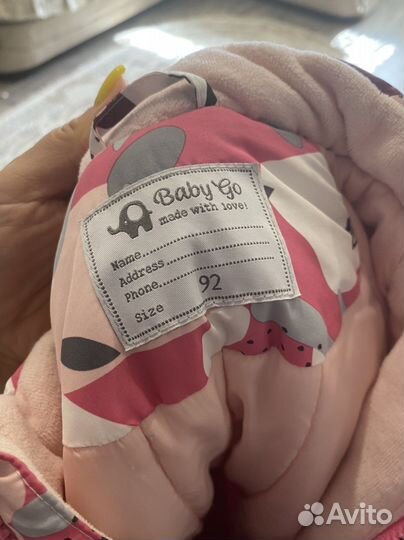 Baby Go
made with love!
Name
Address
Phone
Size 92
Avito